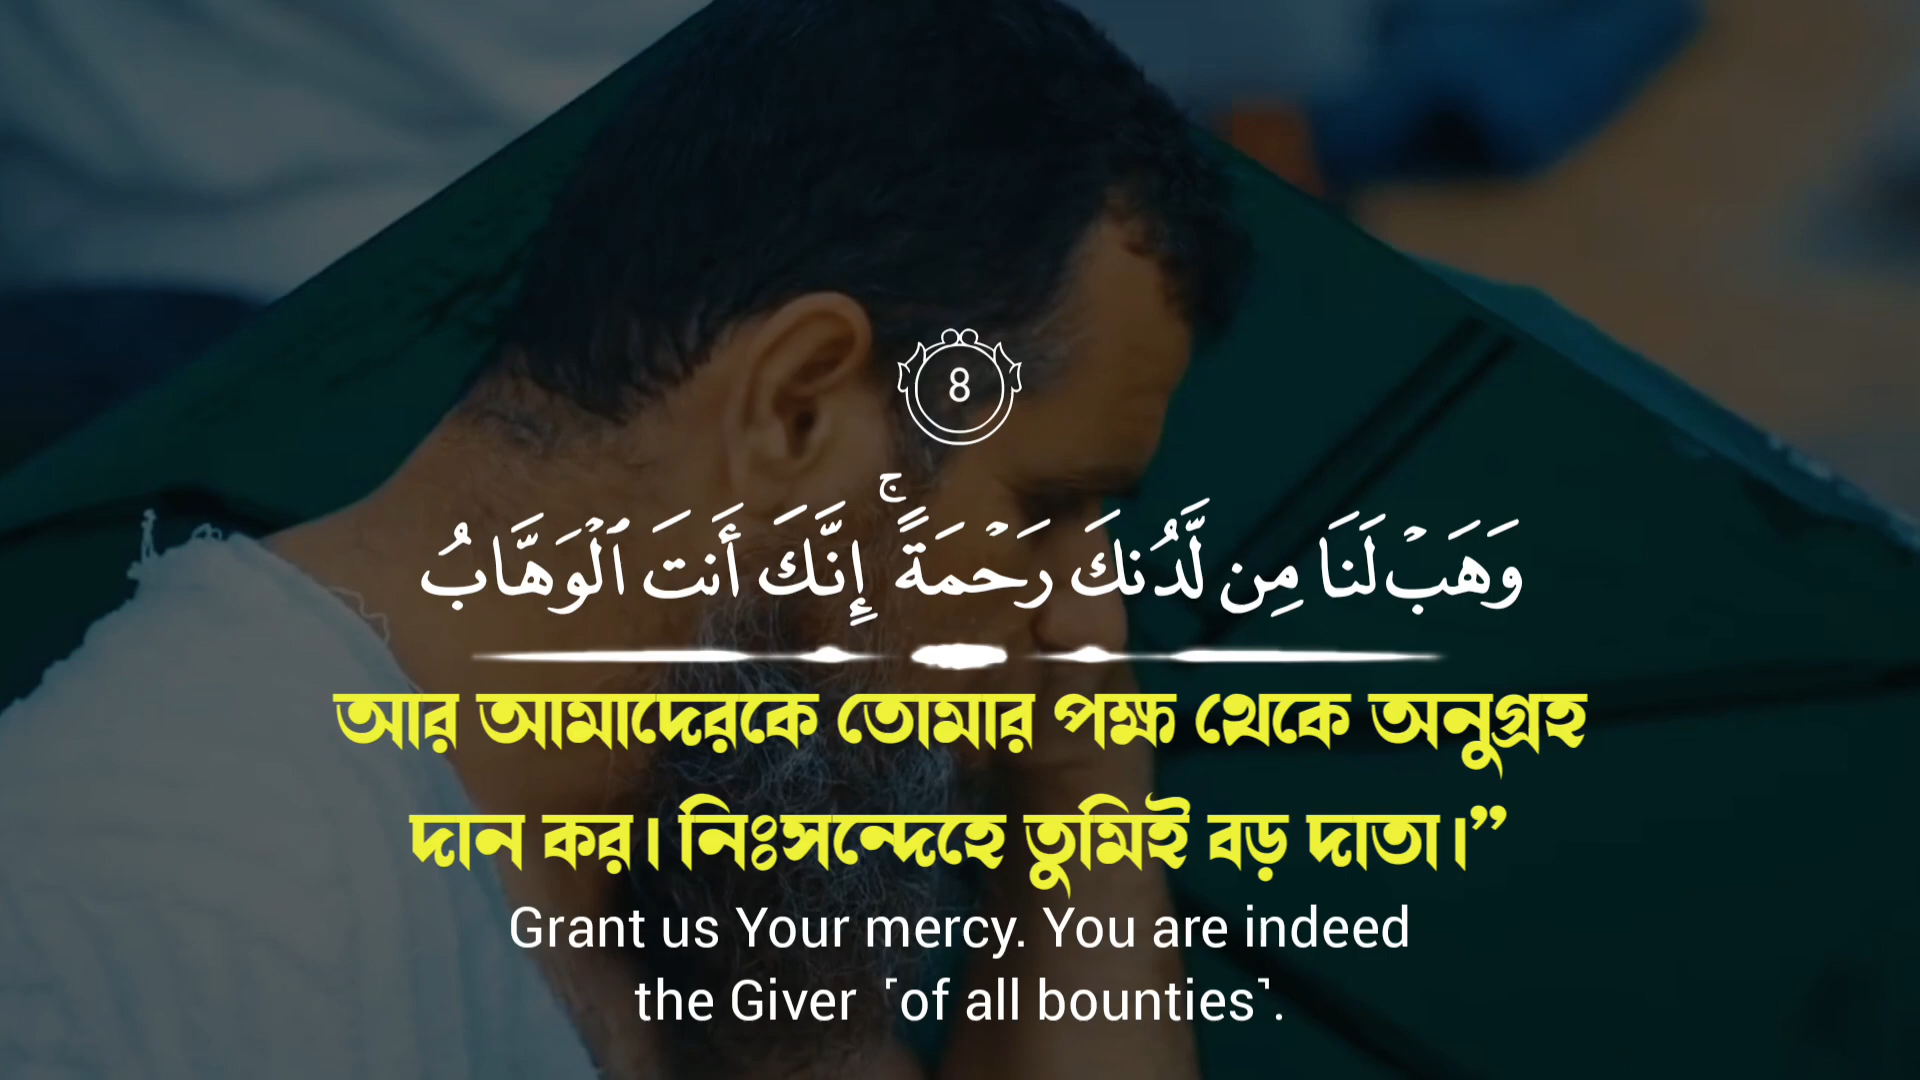 8
وَهَبۡ لَنَا مِن لَّدُنكَ رَحۡمَةًۚ إِنَّكَ أَنتَ ٱلۡوَهَّابُ
আর আমাদেরকে তোমার পক্ষ থেকে অনুগ্রহ
দান কর। নিঃসন্দেহে তুমিই বড় দাতা।”
Grant us Your mercy. You are indeed
the Giver ˹of all bounties˺.